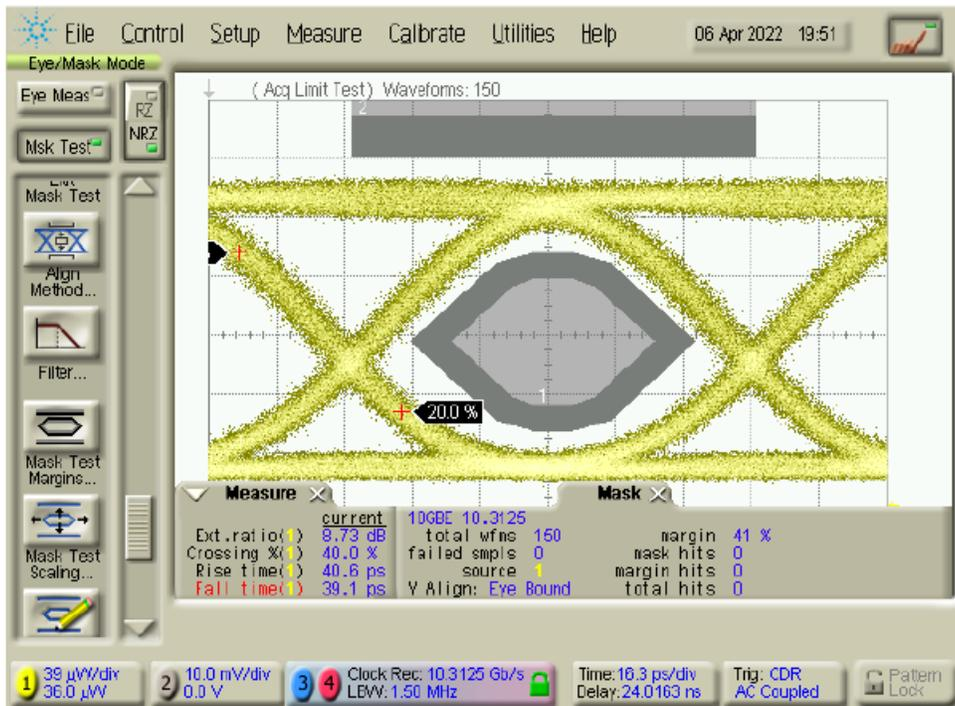 File Control Setup Measure Calibrate Utilities Help 06 Apr 2022 19:51
Eye/Mask Mode
Eye Meas
RZ
NRZ
Msk Test
( Acq Limit Test) Waveforms: 150
2
Mask Test
Align
Method...
Filter...
Mask Test
Margins...
Mask Test
Scaling...
20.0 %
1
Measure
current
Ext.ratio(1) 8.73 dB
Crossing %(1) 40.0 %
Rise time(1) 40.6 ps
Fall time(1) 39.1 ps
Mask
10GBE 10.3125
total wfms 150 margin 41 %
failed smpls 0 mask hits 0
source 1 margin hits 0
Y Align: Eye Bound total hits 0
1 39 µW/div
36.0 µW
2 10.0 mV/div
0.0 V
3 4 Clock Rec: 10.3125 Gb/s
LBW: 1.50 MHz
Time:16.3 ps/div
Delay:24.0163 ns
Trig: CDR
AC Coupled
Pattern
Lock